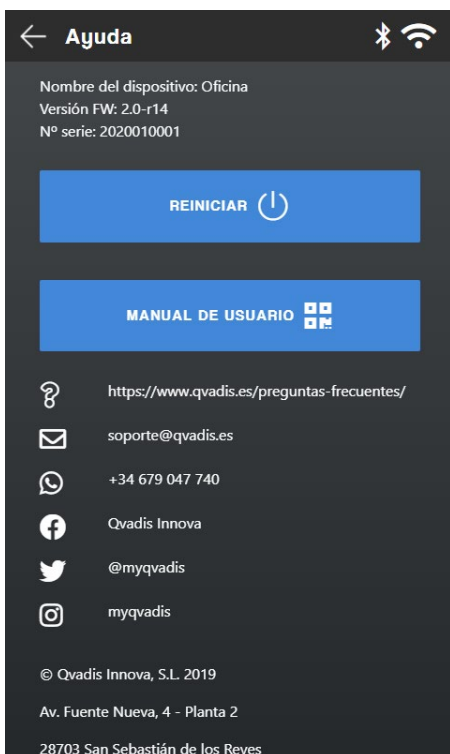 Ayuda
Nombre del dispositivo: Oficina
Versión FW: 2.0-r14
Nº serie: 2020010001
REINICIAR
MANUAL DE USUARIO
https://www.qvadis.es/preguntas-frecuentes/
soporte@qvadis.es
+34 679 047 740
Qvadis Innova
@myqvadis
myqvadis
© Qvadis Innova, S.L. 2019
Av. Fuente Nueva, 4 - Planta 2
28703 San Sebastián de los Reyes